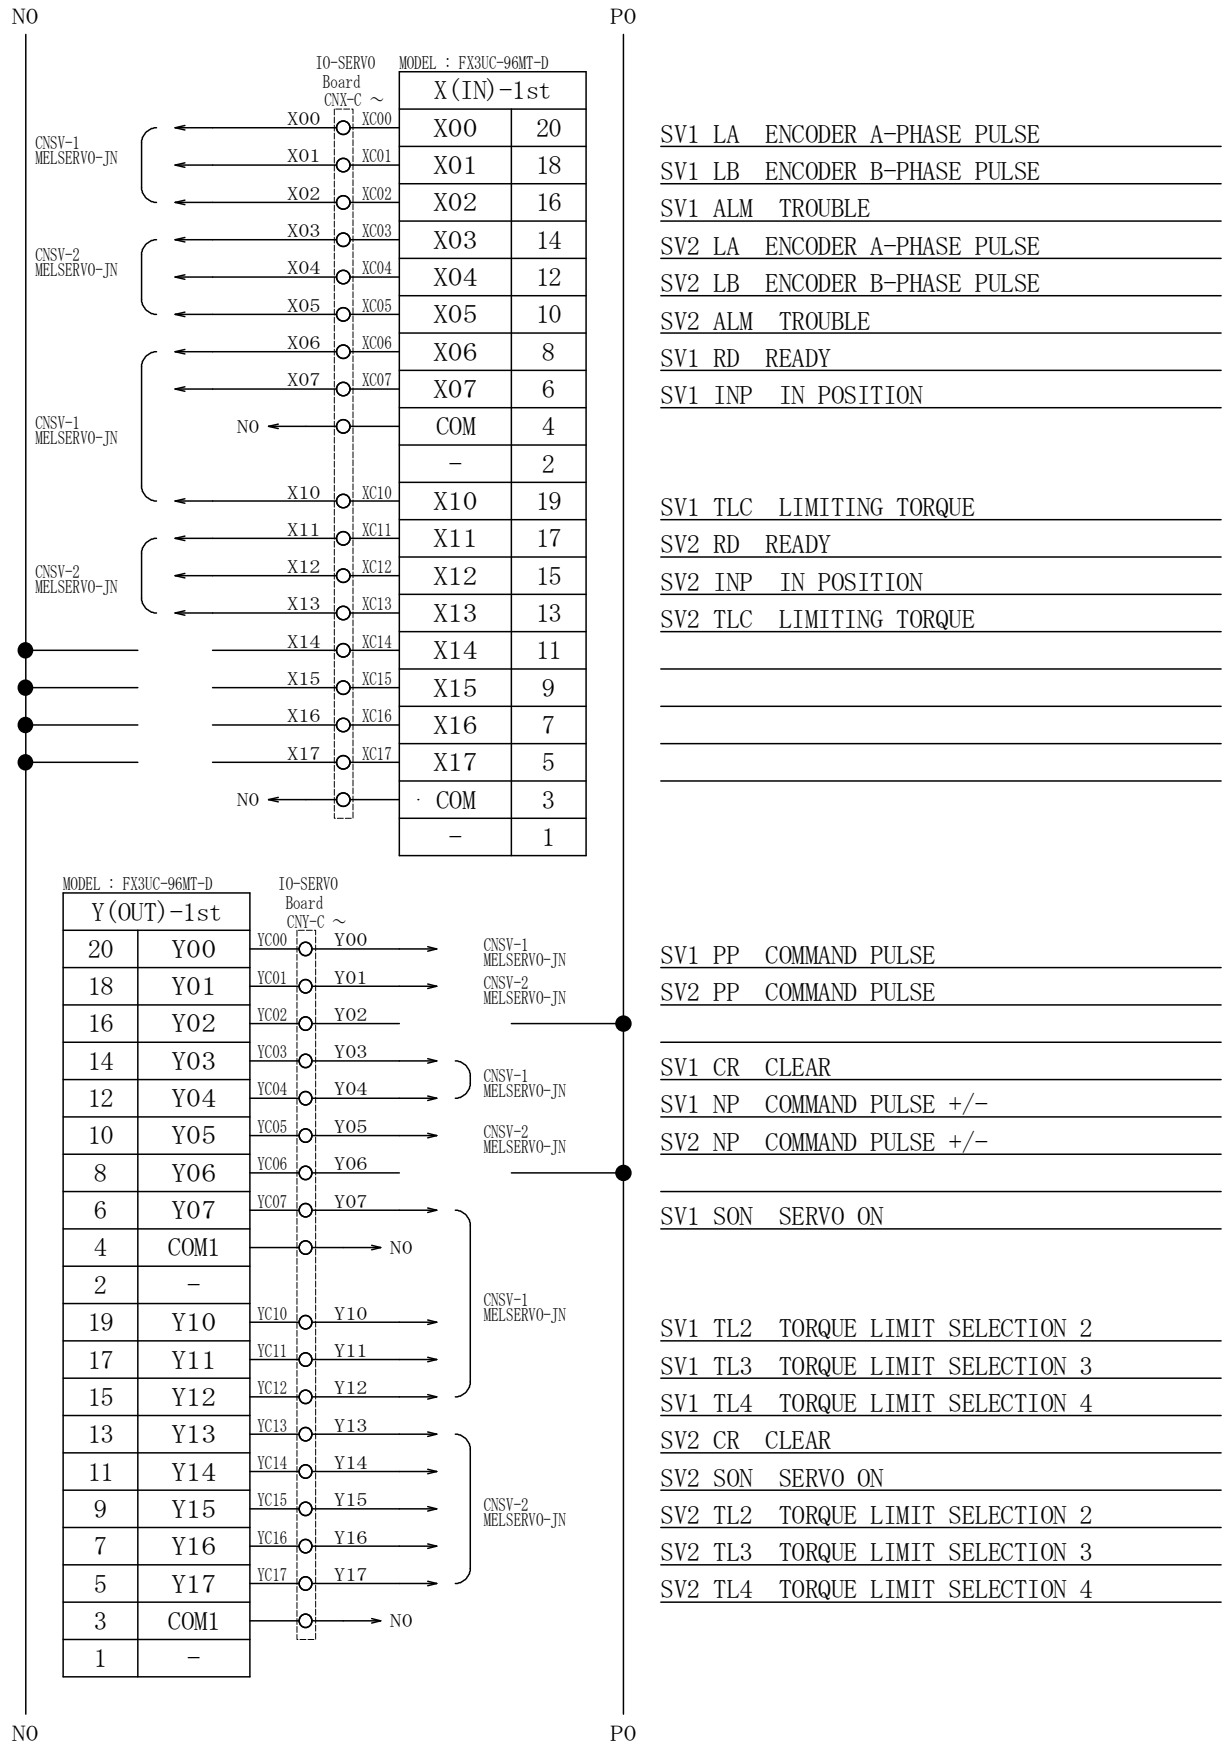 N0 P0
IO-SERVO MODEL : FX3UC-96MT-D
Board
CNX-C ～
X(IN)-1st
X00 XC00 X00 20 SV1 LA ENCODER A-PHASE PULSE
CNSV-1
MELSERVO-JN
X01 XC01 X01 18 SV1 LB ENCODER B-PHASE PULSE
X02 XC02 X02 16 SV1 ALM TROUBLE
X03 XC03 X03 14 SV2 LA ENCODER A-PHASE PULSE
CNSV-2
MELSERVO-JN
X04 XC04 X04 12 SV2 LB ENCODER B-PHASE PULSE
X05 XC05 X05 10 SV2 ALM TROUBLE
X06 XC06 X06 8 SV1 RD READY
X07 XC07 X07 6 SV1 INP IN POSITION
CNSV-1
MELSERVO-JN
N0 COM 4
- 2
X10 XC10 X10 19 SV1 TLC LIMITING TORQUE
X11 XC11 X11 17 SV2 RD READY
CNSV-2
MELSERVO-JN
X12 XC12 X12 15 SV2 INP IN POSITION
X13 XC13 X13 13 SV2 TLC LIMITING TORQUE
X14 XC14 X14 11
X15 XC15 X15 9
X16 XC16 X16 7
X17 XC17 X17 5
N0 COM 3
- 1
MODEL : FX3UC-96MT-D IO-SERVO
Board
CNY-C ～
Y(OUT)-1st
20 Y00 YC00 Y00 CNSV-1 SV1 PP COMMAND PULSE
MELSERVO-JN
18 Y01 YC01 Y01 CNSV-2 SV2 PP COMMAND PULSE
MELSERVO-JN
16 Y02 YC02 Y02
14 Y03 YC03 Y03 SV1 CR CLEAR
CNSV-1
MELSERVO-JN
12 Y04 YC04 Y04 SV1 NP COMMAND PULSE +/-
10 Y05 YC05 Y05 CNSV-2 SV2 NP COMMAND PULSE +/-
MELSERVO-JN
8 Y06 YC06 Y06
6 Y07 YC07 Y07 SV1 SON SERVO ON
4 COM1 N0
2 -
CNSV-1
MELSERVO-JN
19 Y10 YC10 Y10 SV1 TL2 TORQUE LIMIT SELECTION 2
17 Y11 YC11 Y11 SV1 TL3 TORQUE LIMIT SELECTION 3
15 Y12 YC12 Y12 SV1 TL4 TORQUE LIMIT SELECTION 4
13 Y13 YC13 Y13 SV2 CR CLEAR
11 Y14 YC14 Y14 SV2 SON SERVO ON
9 Y15 YC15 Y15 CNSV-2 SV2 TL2 TORQUE LIMIT SELECTION 2
MELSERVO-JN
7 Y16 YC16 Y16 SV2 TL3 TORQUE LIMIT SELECTION 3
5 Y17 YC17 Y17 SV2 TL4 TORQUE LIMIT SELECTION 4
3 COM1 N0
1 -
N0 P0